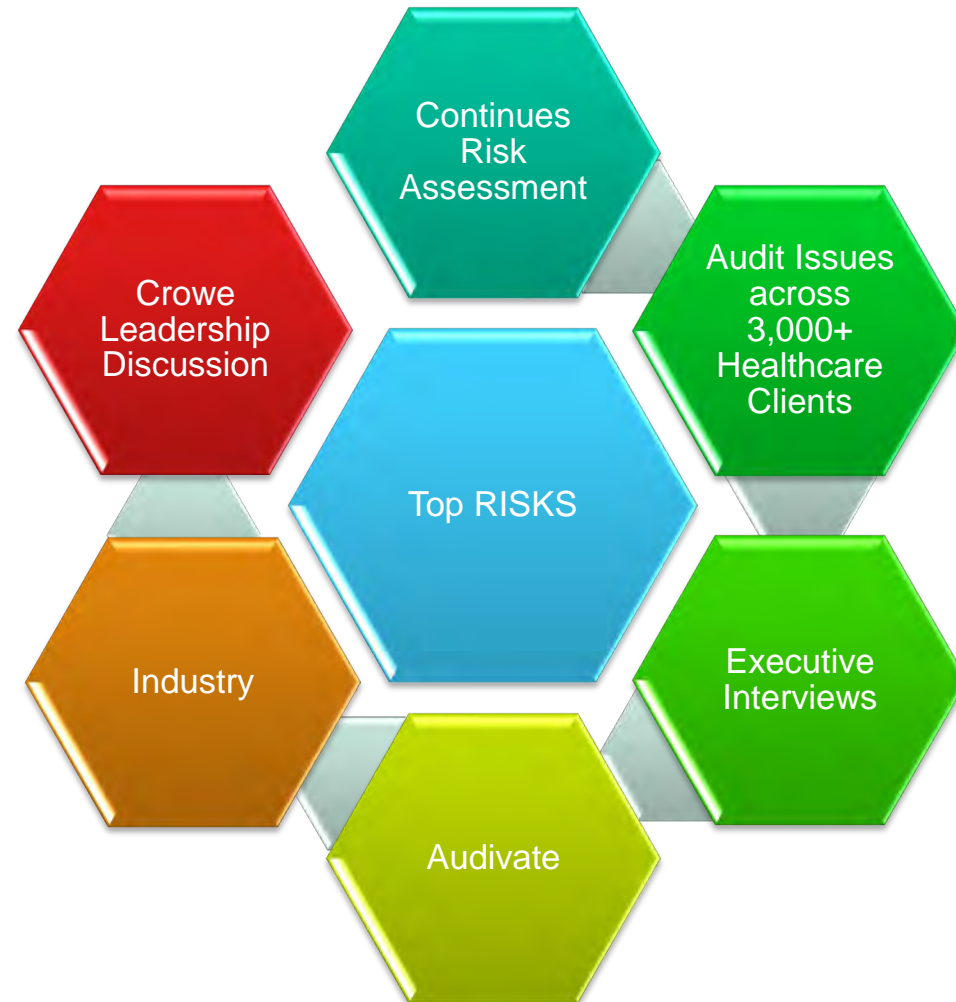 Continues
Risk
Assessment
Audit Issues
across
3,000+
Healthcare
Clients
Executive
Interviews
Audivate
Industry
Crowe
Leadership
Discussion
Top RISKS